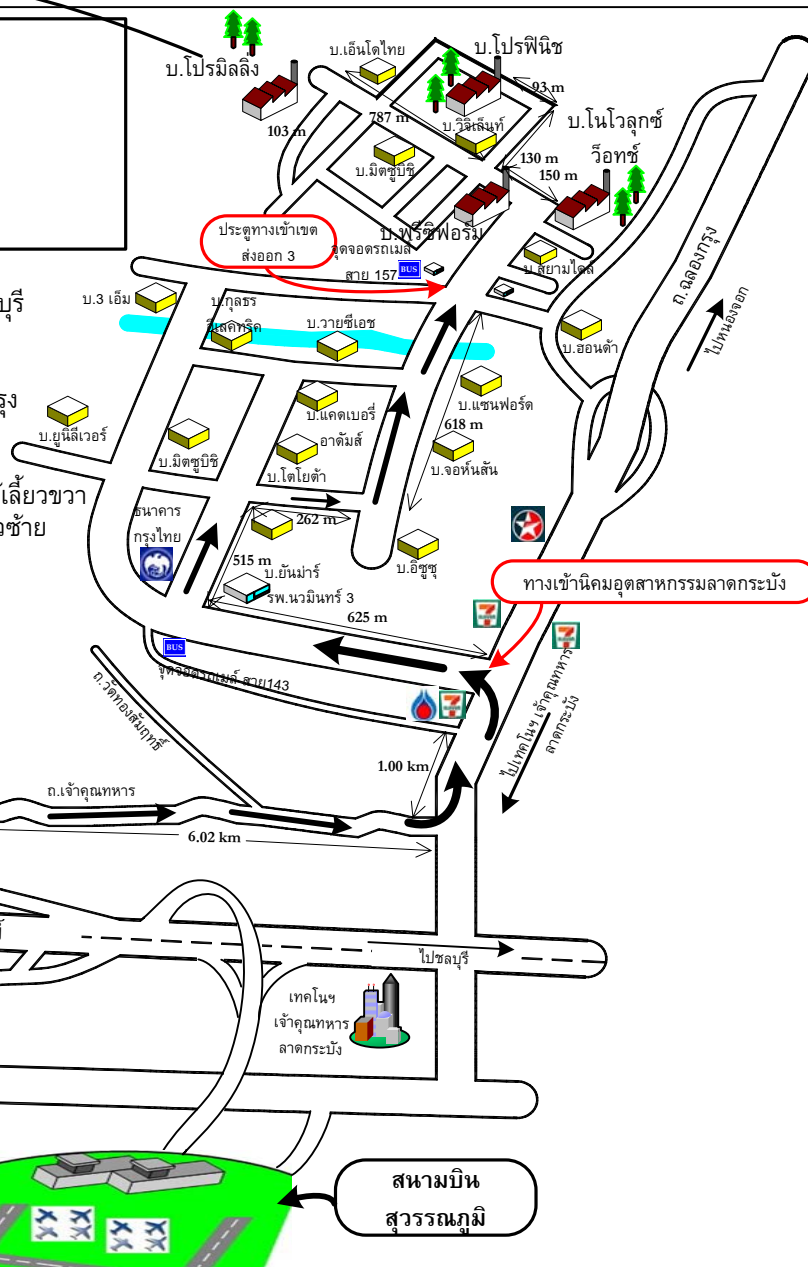 บ.โปรมิลลิ่ง
บ.เอ็นโดไทย
บ.โปรฟินิช
93 m
103 m
787 m
บ.วิจิเล็นท์
บ.มิตซูบิชิ
บ.โนโวลุกซ์
ว็อทช์
130 m
150 m
ประตูทางเข้าเขต
ส่งออก 3
บ.พรีซิฟอร์ม
จุดจอดรถเมล์
สาย 157
BUS
บ.สยามไดส์
ถ.ฉลองกรุง
ไปหนองจอก
บุรี
บ.3 เอ็ม
บ.กุลธร
อีเลคทริค
บ.วายซีเอช
บ.ฮอนด้า
รุง
บ.ยูนิลีเวอร์
บ.แคดเบอรี่
อาดัมส์
บ.แซนฟอร์ด
618 m
บ.มิตซูบิชิ
บ.โตโยต้า
บ.จอห์นสัน
เลี้ยวขวา
วซ้าย
ธนาคาร
กรุงไทย
262 m
515 m
บ.ยันม่าร์
รพ.นวมินทร์ 3
บ.อีซูซุ
ทางเข้านิคมอุตสาหกรรมลาดกระบัง
625 m
BUS
จุดจอดรถเมล์ สาย143
ถ.วัดทองสัมฤทธิ์
ไปเทคโนฯ เจ้าคุณทหาร
ลาดกระบัง
1.00 km
ถ.เจ้าคุณทหาร
6.02 km
ไปชลบุรี
เทคโนฯ
เจ้าคุณทหาร
ลาดกระบัง
สนามบิน
สุวรรณภูมิ